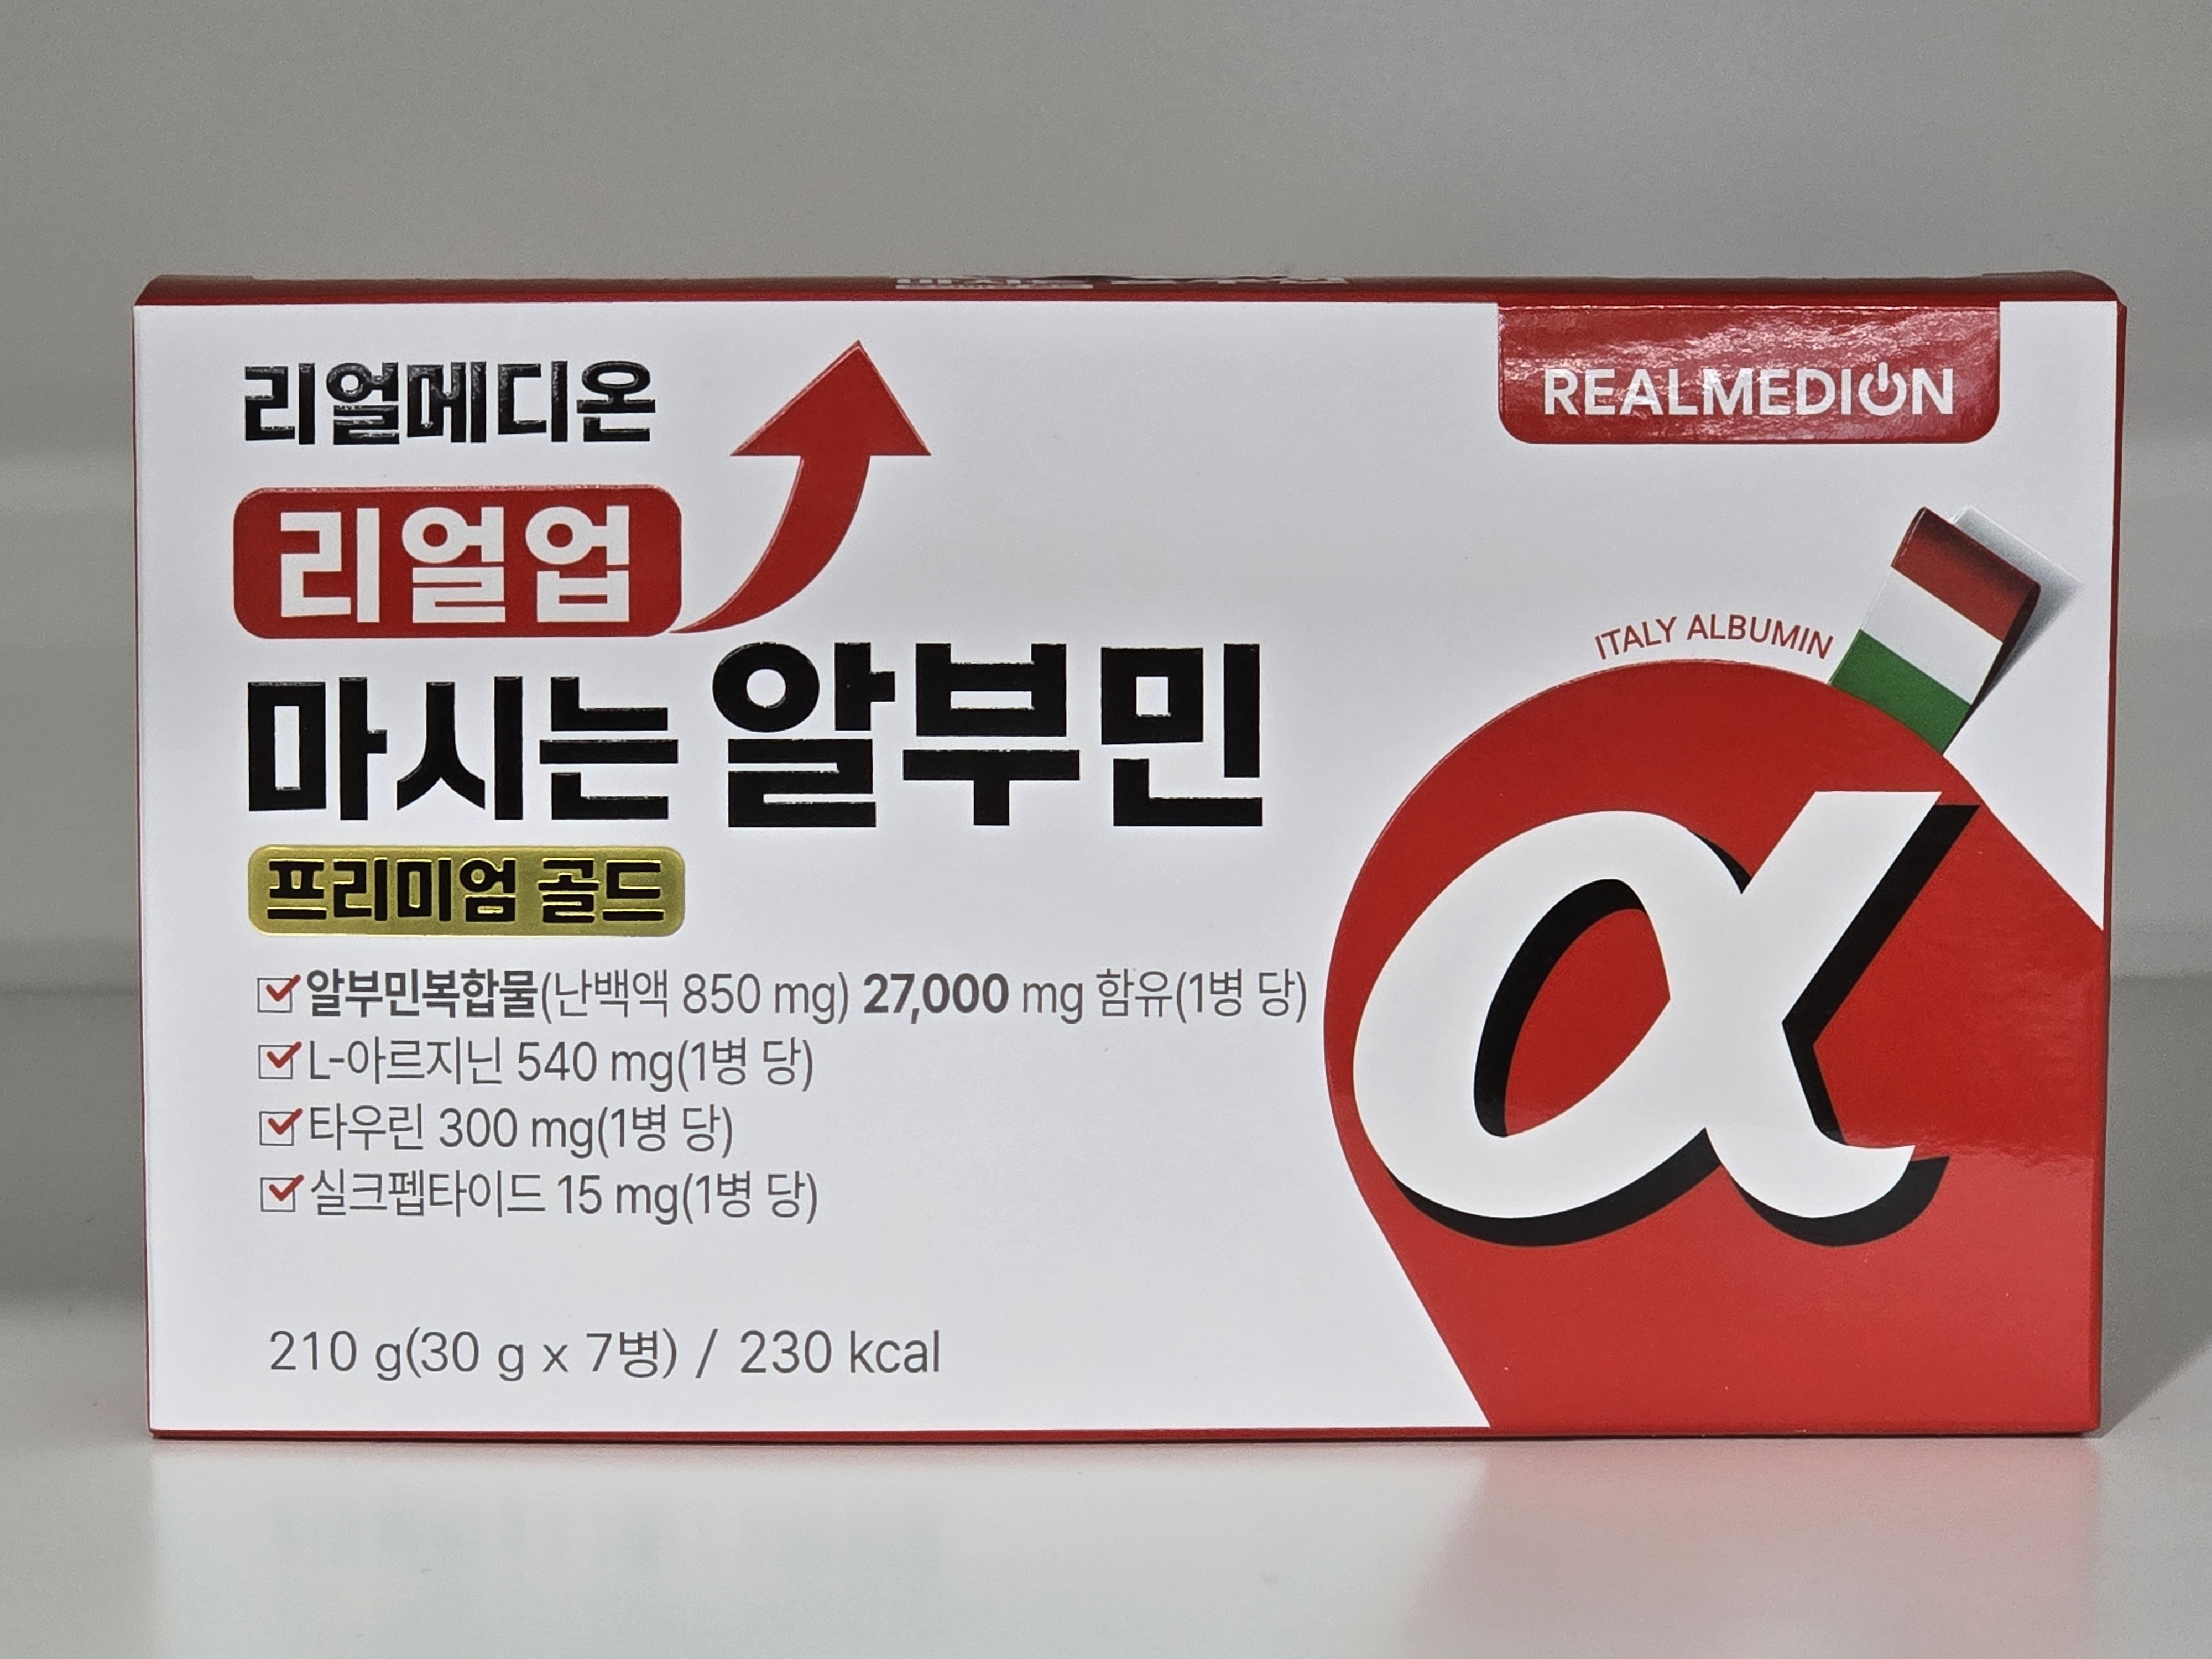 리얼메디온
REALMEDION
리얼업
마시는 알부민
프리미엄 골드
ITALY ALBUMIN
α
알부민복합물(난백액 850 mg) 27,000 mg 함유(1병 당)
L-아르지닌 540 mg(1병 당)
타우린 300 mg(1병 당)
실크펩타이드 15 mg(1병 당)
210 g(30 g x 7병) / 230 kcal